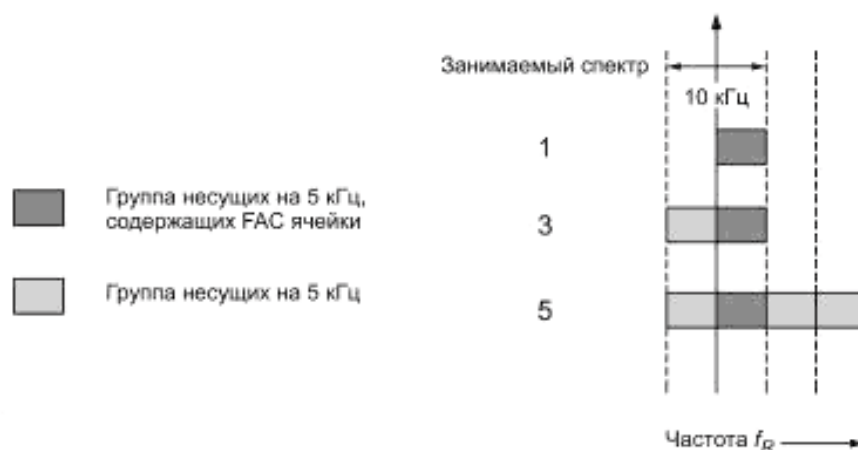 Занимаемый спектр
10 кГц
1
Группа несущих на 5 кГц,
содержащих FAC ячейки
3
Группа несущих на 5 кГц
5
Частота f_R